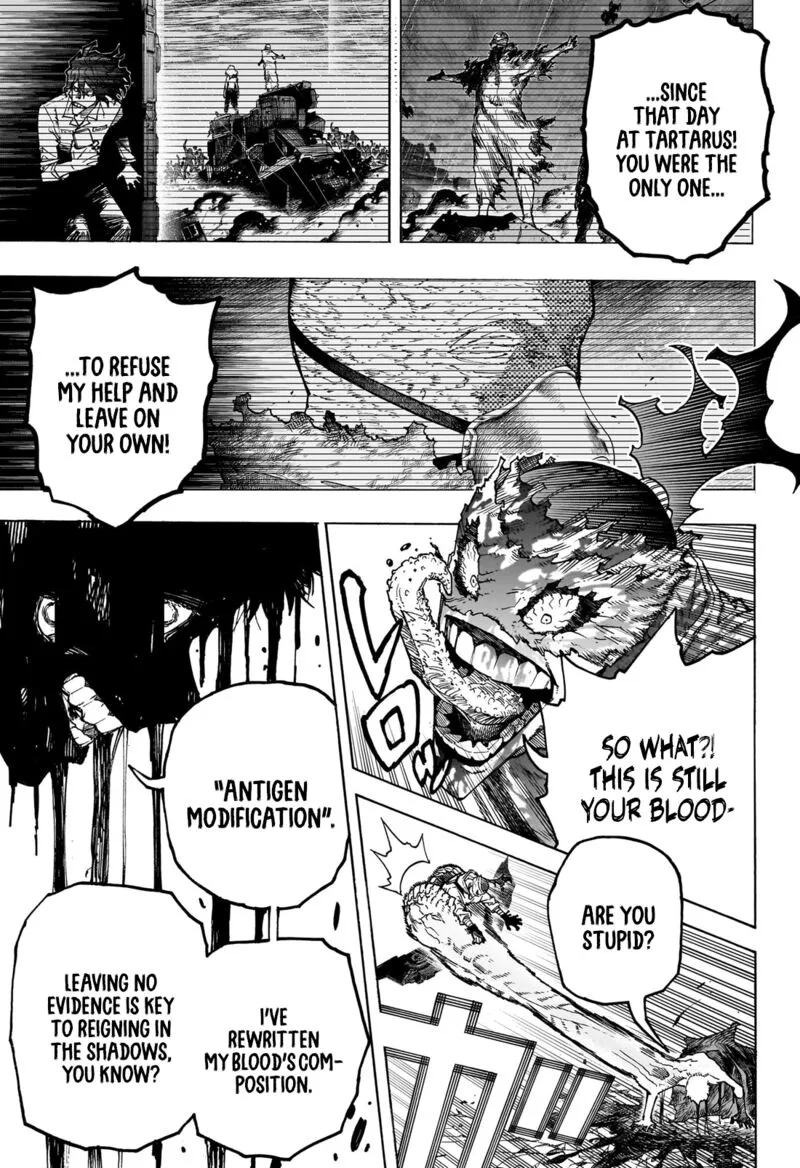 ...SINCE
THAT DAY
AT TARTARUS!
YOU WERE THE
ONLY ONE...
...TO REFUSE
MY HELP AND
LEAVE ON
YOUR OWN!
SO WHAT?!
THIS IS STILL
YOUR BLOOD-
ARE YOU
STUPID?
"ANTIGEN
MODIFICATION".
I'VE
REWRITTEN
MY BLOOD'S COM-
POSITION.
LEAVING NO
EVIDENCE IS KEY
TO REIGNING IN
THE SHADOWS,
YOU KNOW?